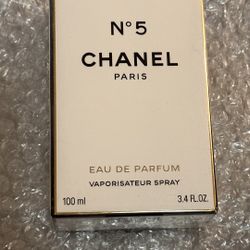 N°5
CHANEL
PARIS
EAU DE PARFUM
VAPORISATEUR SPRAY
100 ml 3.4 FL.OZ.